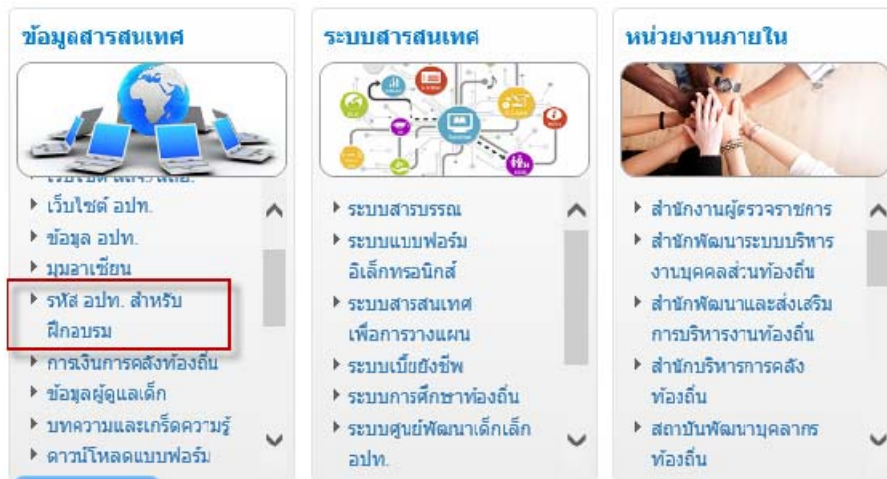 ข้อมูลสารสนเทศ
เว็บไซต์ อปท.
ข้อมูล อปท.
มุมอาเซียน
รหัส อปท. สำหรับ
ฝึกอบรม
การเงินการคลังท้องถิ่น
ข้อมูลผู้ดูแลเด็ก
บทความและเกร็ดความรู้
ดาวน์โหลดแบบฟอร์ม
ระบบสารสนเทศ
ระบบสารบรรณ
ระบบแบบฟอร์ม
อิเล็กทรอนิกส์
ระบบสารสนเทศ
เพื่อการวางแผน
ระบบเบี้ยยังชีพ
ระบบการศึกษาท้องถิ่น
ระบบศูนย์พัฒนาเด็กเล็ก
อปท.
หน่วยงานภายใน
สำนักงานผู้ตรวจราชการ
สำนักพัฒนาระบบบริหาร
งานบุคคลส่วนท้องถิ่น
สำนักพัฒนาและส่งเสริม
การบริหารงานท้องถิ่น
สำนักบริหารการคลัง
ท้องถิ่น
สถาบันพัฒนาบุคลากร
ท้องถิ่น